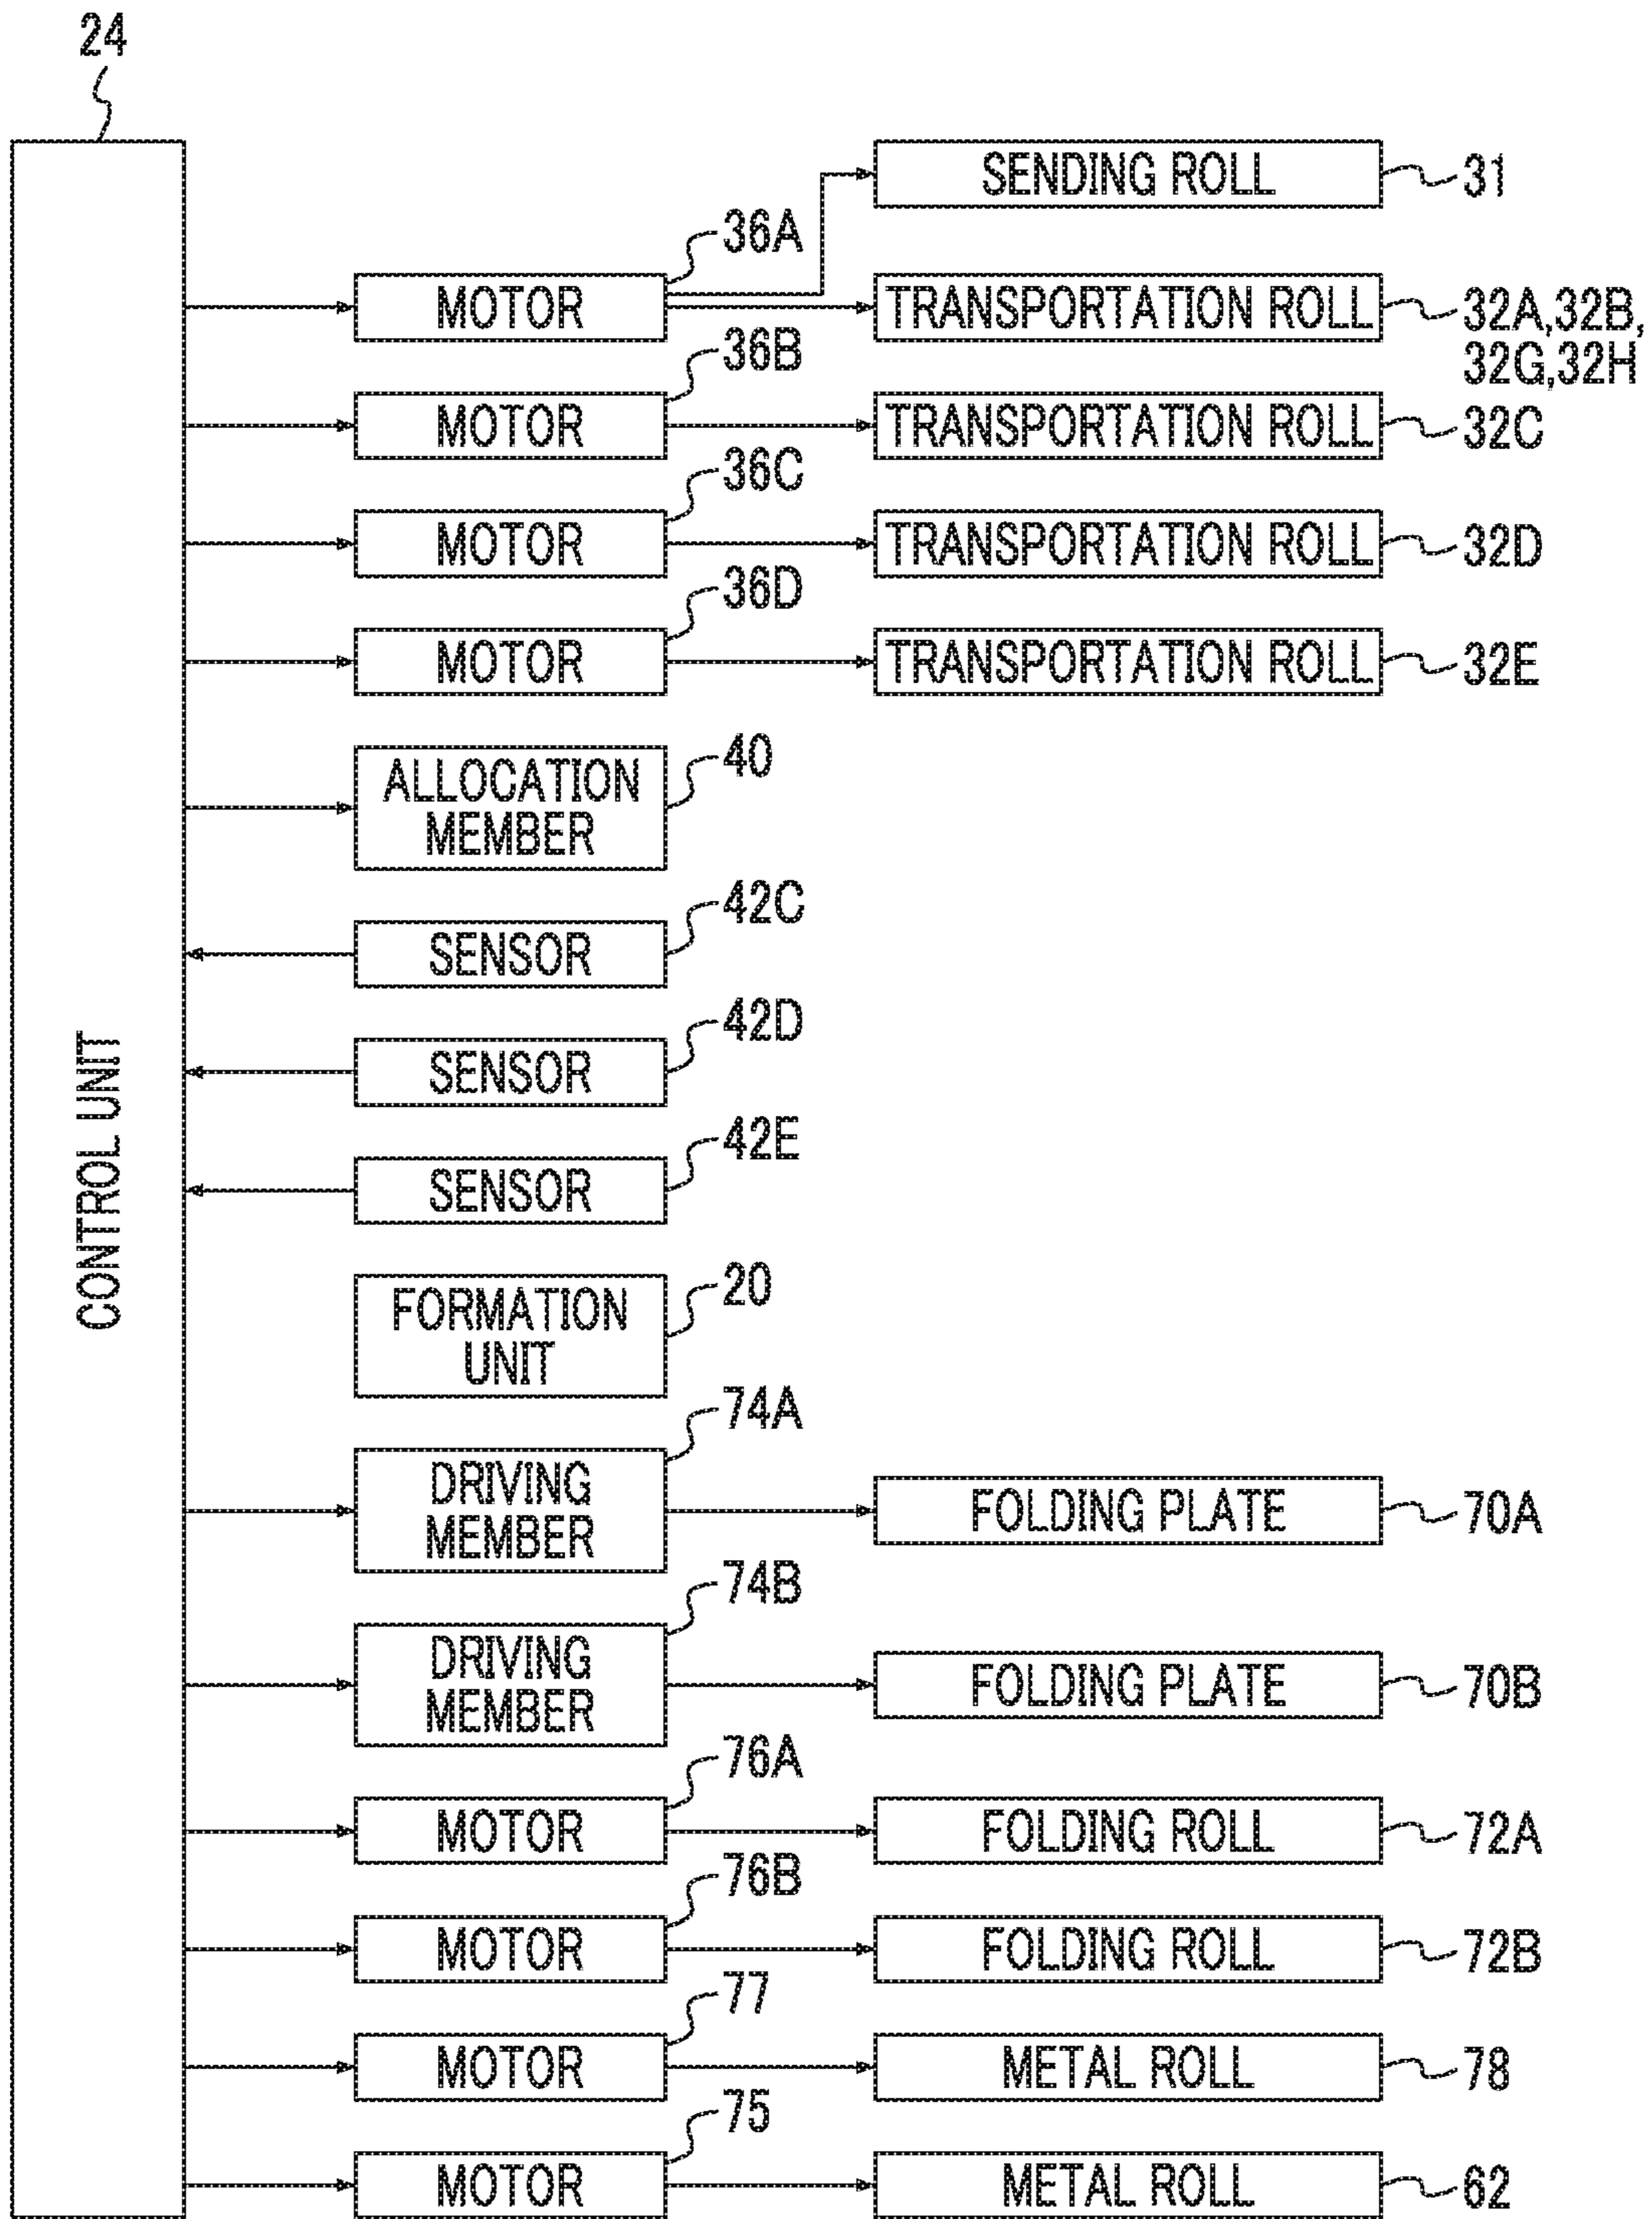 24
CONTROL UNIT
SENDING ROLL
31
36A
MOTOR
TRANSPORTATION ROLL
32A,32B,
32G,32H
36B
MOTOR
TRANSPORTATION ROLL
32C
36C
MOTOR
TRANSPORTATION ROLL
32D
36D
MOTOR
TRANSPORTATION ROLL
32E
40
ALLOCATION
MEMBER
42C
SENSOR
42D
SENSOR
42E
SENSOR
20
FORMATION
UNIT
74A
DRIVING
MEMBER
FOLDING PLATE
70A
74B
DRIVING
MEMBER
FOLDING PLATE
70B
76A
MOTOR
FOLDING ROLL
72A
76B
MOTOR
FOLDING ROLL
72B
77
MOTOR
METAL ROLL
78
75
MOTOR
METAL ROLL
62